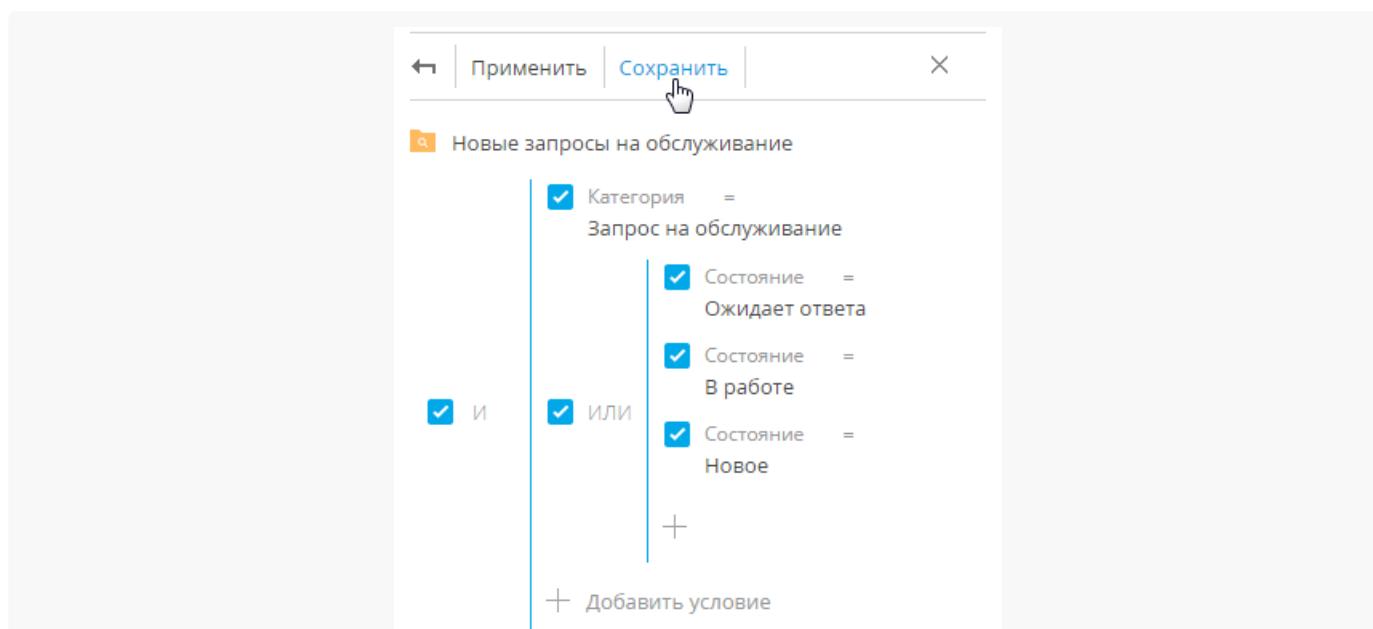 Применить Сохранить
Новые запросы на обслуживание
Категория =
Запрос на обслуживание
Состояние =
Ожидает ответа
Состояние =
В работе
И ИЛИ
Состояние =
Новое
Добавить условие